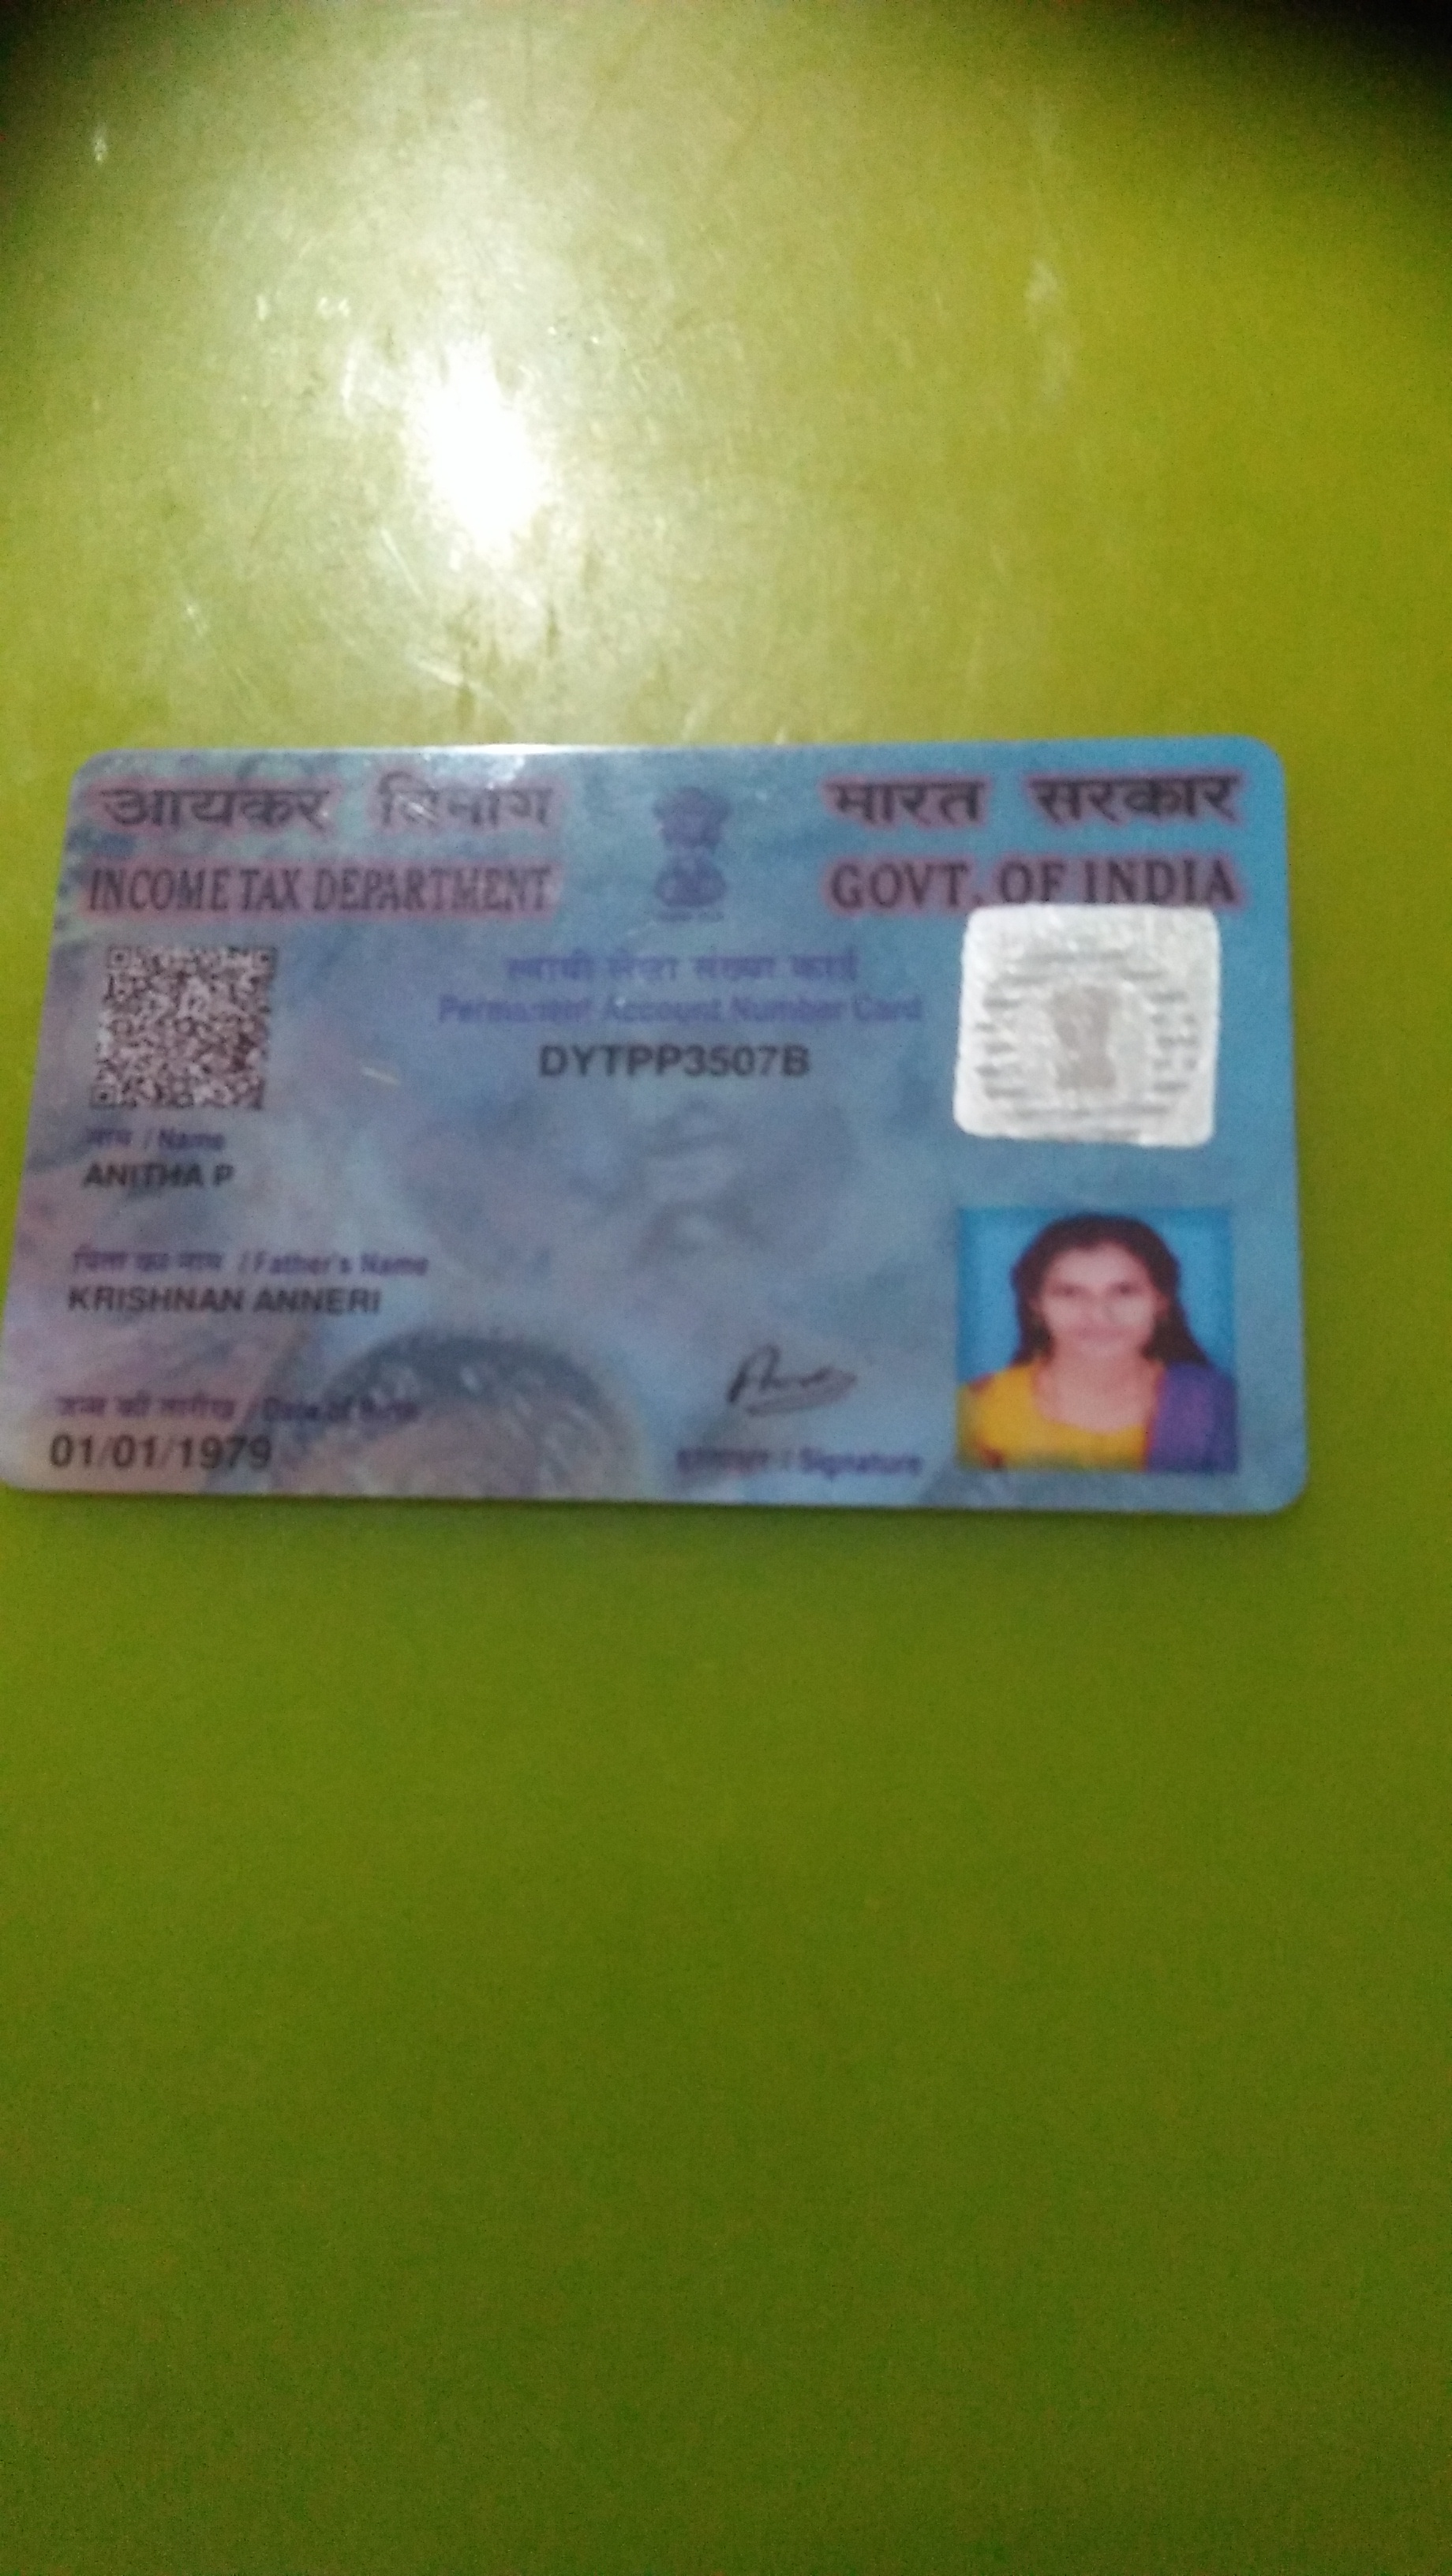 आयकर विभाग
भारत सरकार
INCOME TAX DEPARTMENT
GOVT. OF INDIA
स्थायी लेखा संख्या कार्ड
Permanent Account Number Card
DYTPP3507B
नाम / Name
ANITHA P
पिता का नाम / Father's Name
KRISHNAN ANNERI
जन्म की तारीख / Date of Birth
01/01/1979
हस्ताक्षर / Signature